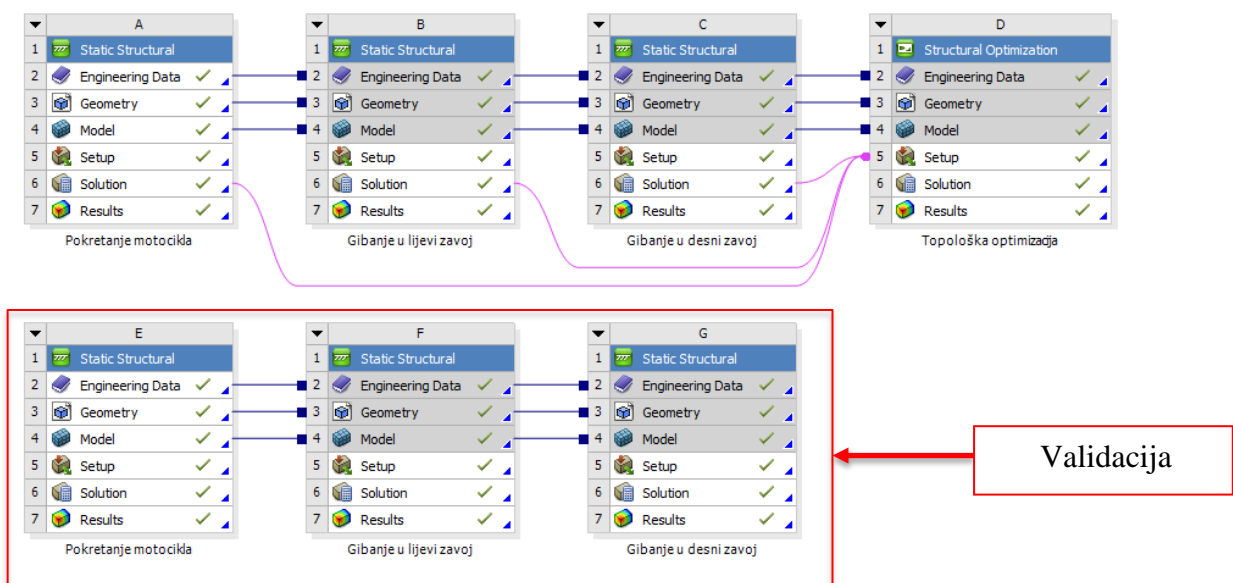 A
1 Static Structural
2 Engineering Data
3 Geometry
4 Model
5 Setup
6 Solution
7 Results
Pokretanje motocikla
B
1 Static Structural
2 Engineering Data
3 Geometry
4 Model
5 Setup
6 Solution
7 Results
Gibanje u lijevi zavoj
C
1 Static Structural
2 Engineering Data
3 Geometry
4 Model
5 Setup
6 Solution
7 Results
Gibanje u desni zavoj
D
1 Structural Optimization
2 Engineering Data
3 Geometry
4 Model
5 Setup
6 Solution
7 Results
Topološka optimizacija
E
1 Static Structural
2 Engineering Data
3 Geometry
4 Model
5 Setup
6 Solution
7 Results
Pokretanje motocikla
F
1 Static Structural
2 Engineering Data
3 Geometry
4 Model
5 Setup
6 Solution
7 Results
Gibanje u lijevi zavoj
G
1 Static Structural
2 Engineering Data
3 Geometry
4 Model
5 Setup
6 Solution
7 Results
Gibanje u desni zavoj
Validacija